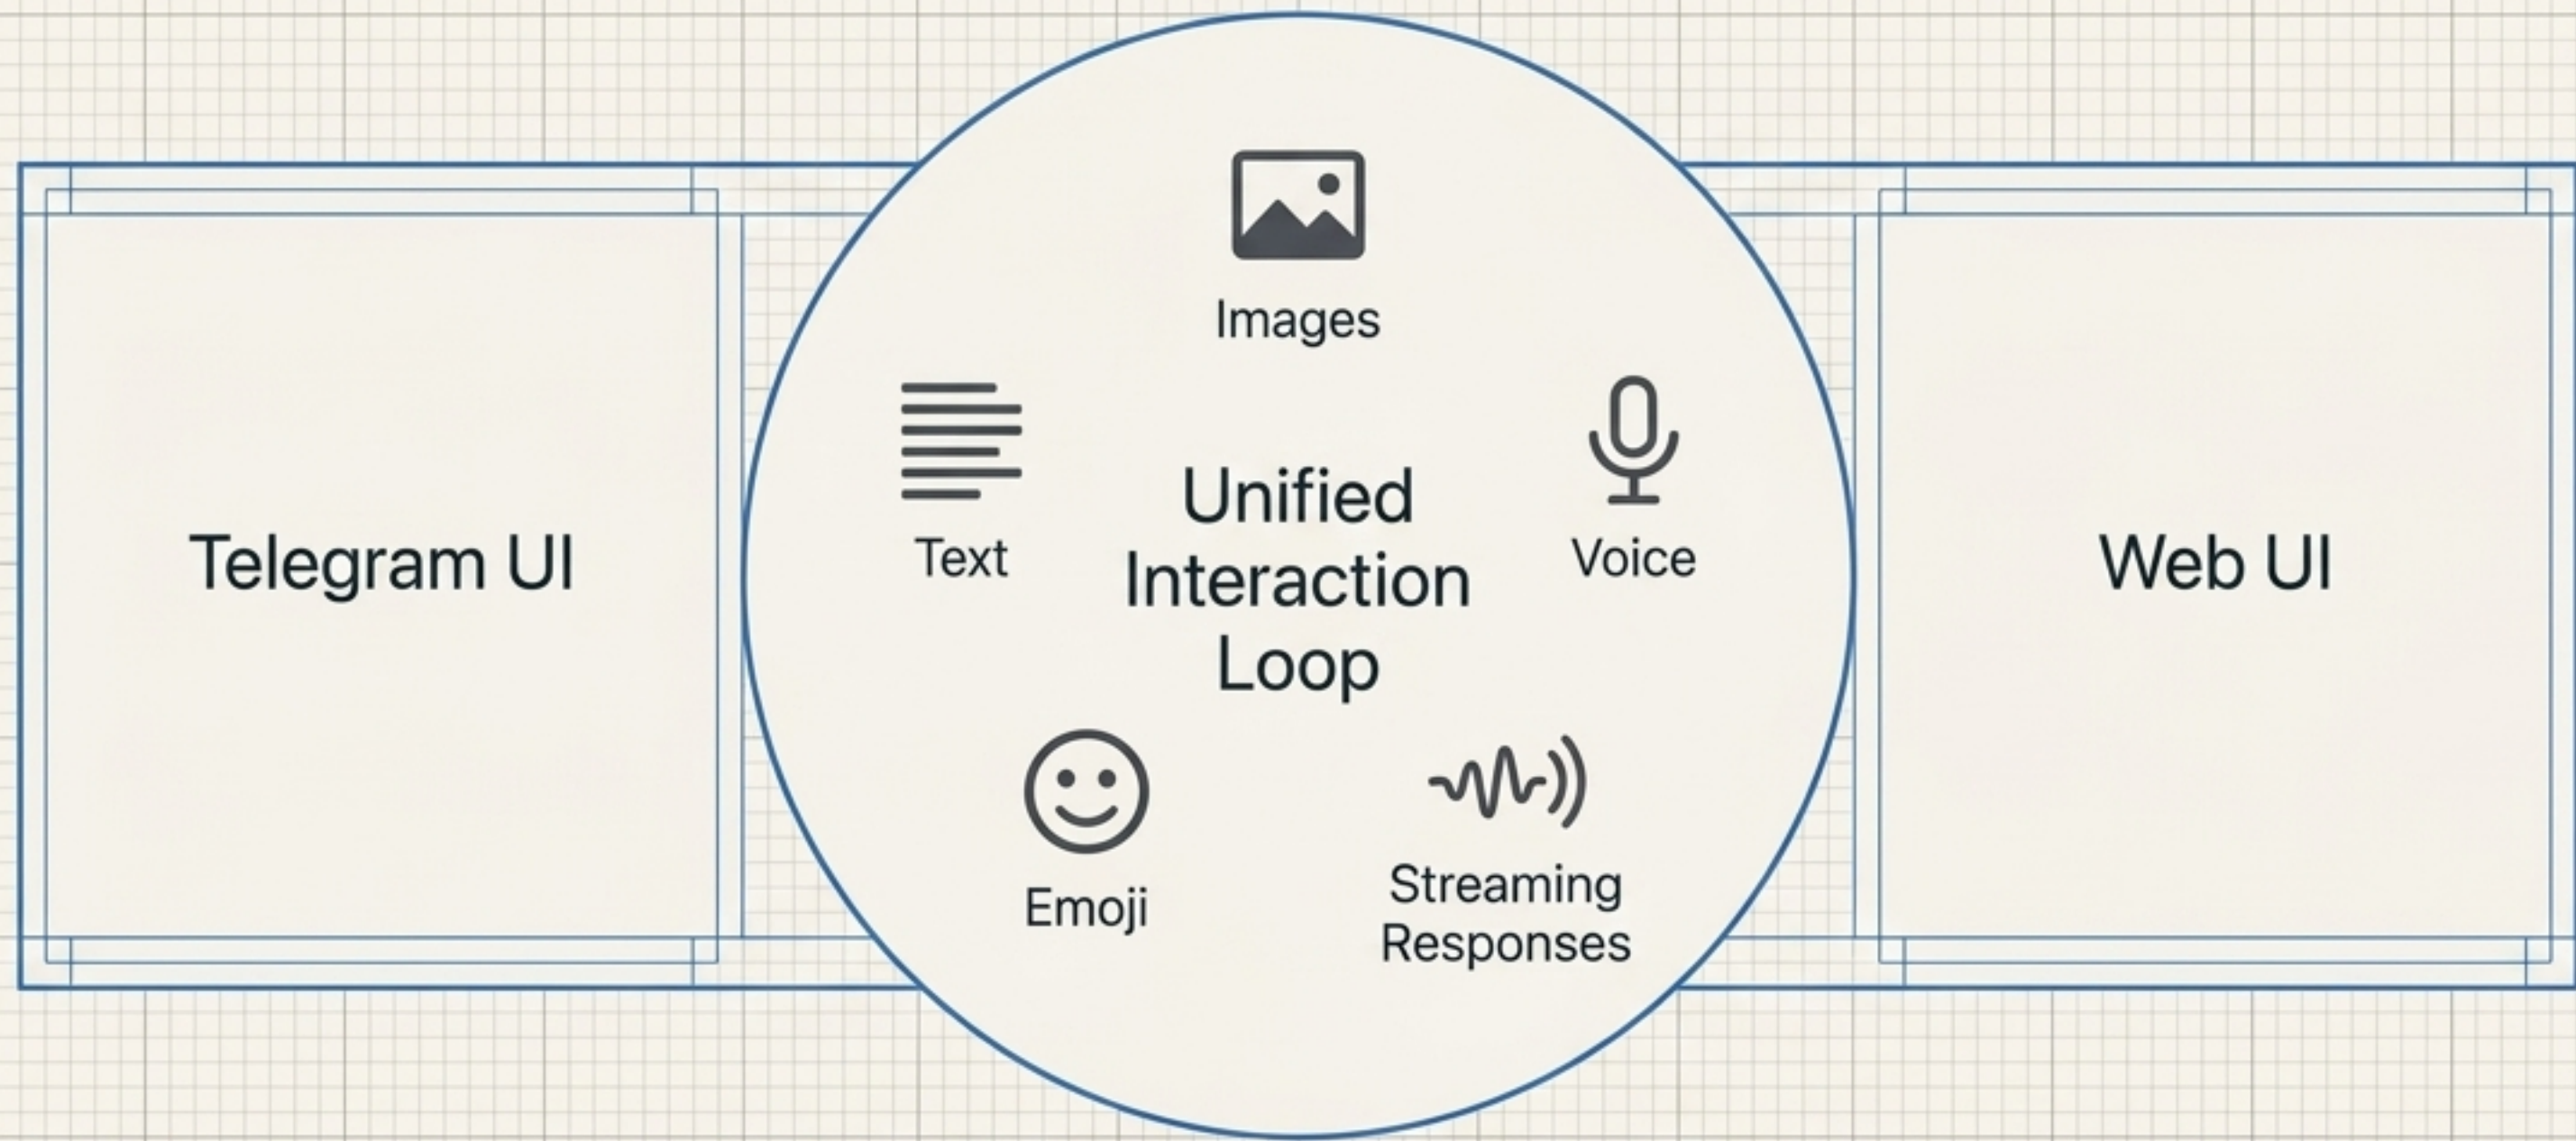 Images
Text
Voice
Unified
Interaction
Loop
Telegram UI
Web UI
Emoji
Streaming
Responses